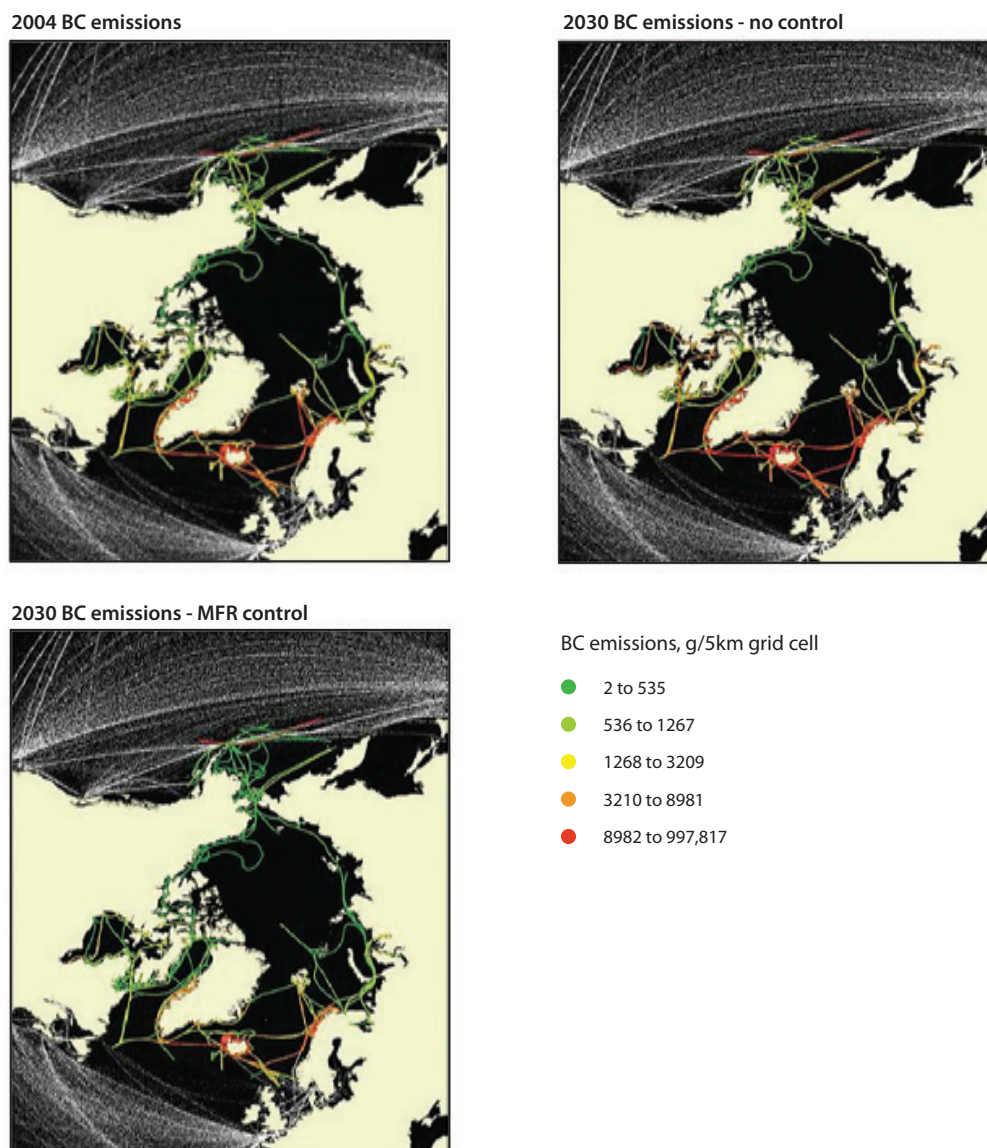 2004 BC emissions
2030 BC emissions - no control
2030 BC emissions - MFR control
BC emissions, g/5km grid cell
2 to 535
536 to 1267
1268 to 3209
3210 to 8981
8982 to 997,817